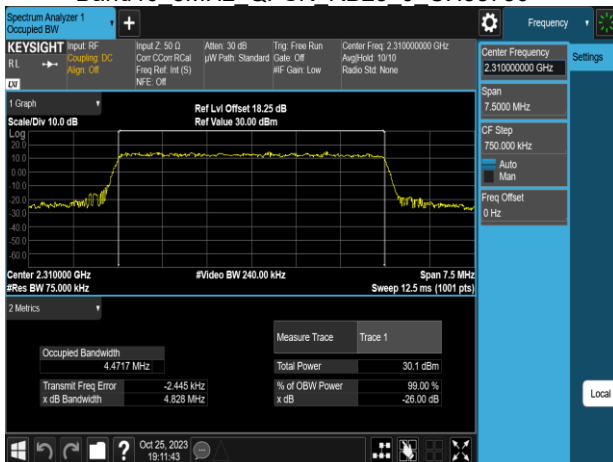 Spectrum Analyzer 1
Occupied BW
Frequency
KEYSIGHT
RL
LXI
Input: RF
Coupling: DC
Align: Off
Input Z: 50 Ω
Corr CCorr RCal
Freq Ref: Int (S)
NFE: Off
Atten: 30 dB
µW Path: Standard
Trig: Free Run
Gate: Off
#IF Gain: Low
Center Freq: 2.310000000 GHz
Avg|Hold: 10/10
Radio Std: None
Center Frequency
2.310000000 GHz
Settings
Span
7.5000 MHz
CF Step
750.000 kHz
Auto
Man
Freq Offset
0 Hz
Local
1 Graph
Scale/Div 10.0 dB
Ref Lvl Offset 18.25 dB
Ref Value 30.00 dBm
Log
20.0
10.0
0.00
-10.0
-20.0
-30.0
-40.0
-50.0
-60.0
Center 2.310000 GHz
#Res BW 75.000 kHz
#Video BW 240.00 kHz
Span 7.5 MHz
Sweep 12.5 ms (1001 pts)
2 Metrics
Measure Trace Trace 1
Occupied Bandwidth
4.4717 MHz
Total Power 30.1 dBm
Transmit Freq Error -2.445 kHz
% of OBW Power 99.00 %
x dB Bandwidth 4.828 MHz
x dB -26.00 dB
?
Oct 25, 2023
19:11:43